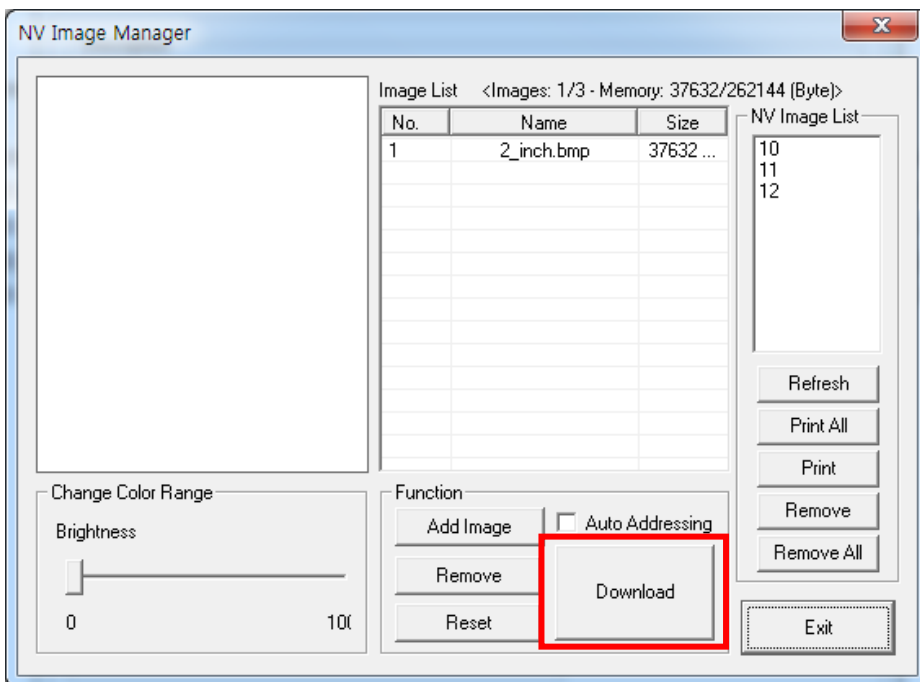 NV Image Manager
Image List <Images: 1/3 - Memory: 37632/262144 (Byte)>
No. Name Size
1 2_inch.bmp 37632 ...
NV Image List
10
11
12
Refresh
Print All
Print
Remove
Remove All
Change Color Range
Brightness
0 10(
Function
Add Image Auto Addressing
Remove
Download
Reset
Exit